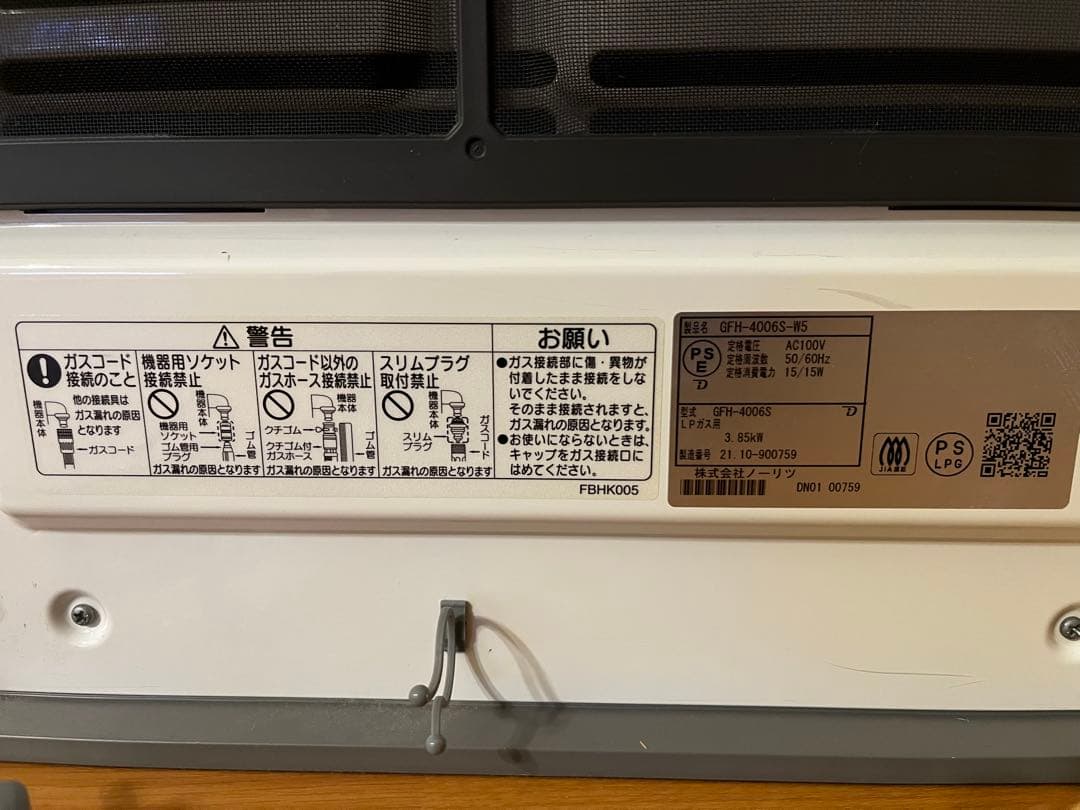 ⚠ 警告
ガスコード
接続のこと
他の接続具は
ガス漏れの原因
となります
機器本体
ガスコード
機器用ソケット
接続禁止
機器本体
機器用
ソケット
ゴム管用
プラグ
ゴム管
ガス漏れの原因となります
ガスコード以外の
ガスホース接続禁止
機器本体
クチゴム
クチゴム付
ガスホース
ゴム管
ガス漏れの原因となります
スリムプラグ
取付禁止
機器本体
スリム
プラグ
ガスコード
ガス漏れの原因となります
お願い
●ガス接続部に傷・異物が
付着したまま接続をしな
いでください。
そのまま接続されますと、
ガス漏れの原因となります。
●お使いにならないときは、
キャップをガス接続口に
はめてください。
FBHK005
製品名 GFH-4006S-W5
PS
E
D
定格電圧 AC100V
定格周波数 50/60Hz
定格消費電力 15/15W
型式 GFH-4006S D
LPガス用
3.85kW
製造番号 21.10-900759
株式会社ノーリツ
DN01 00759
PS
LPG